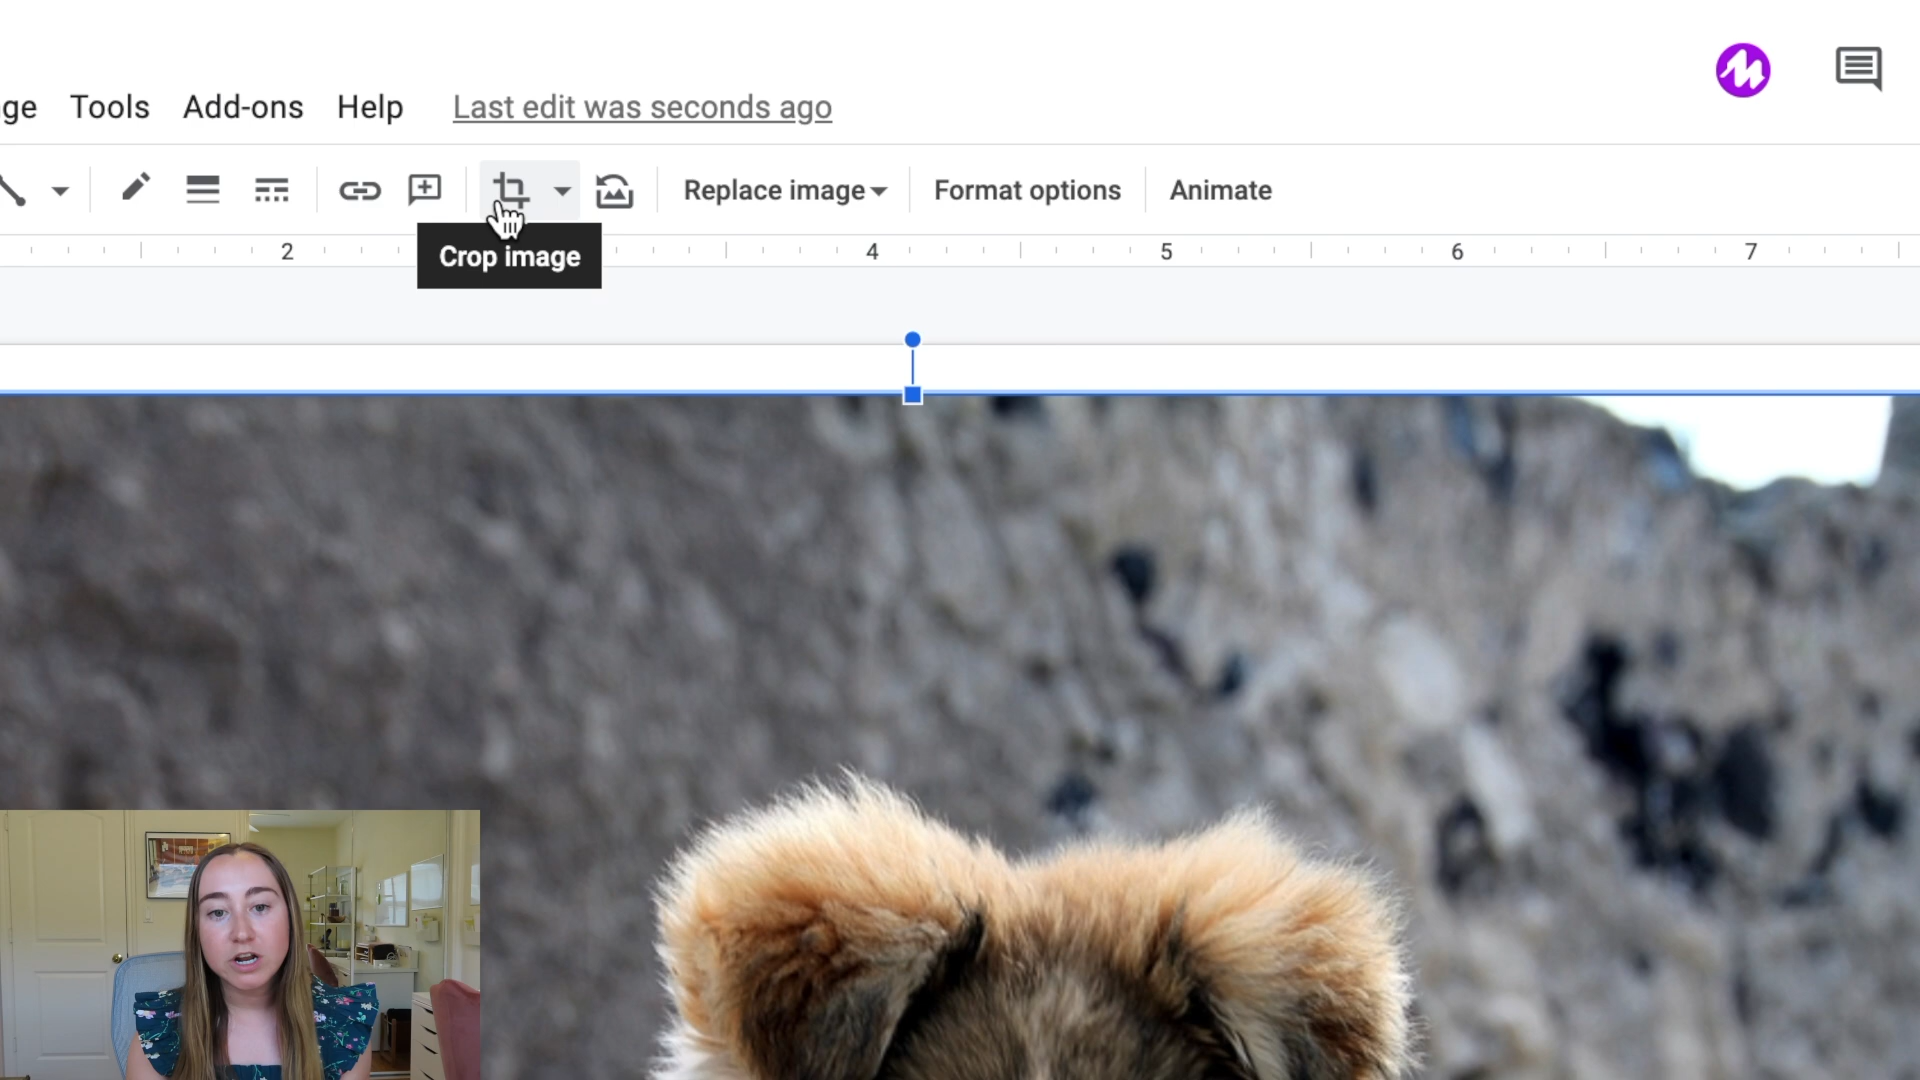 ge Tools Add-ons Help Last edit was seconds ago
Replace image Format options Animate
2 4 5 6 7
Crop image